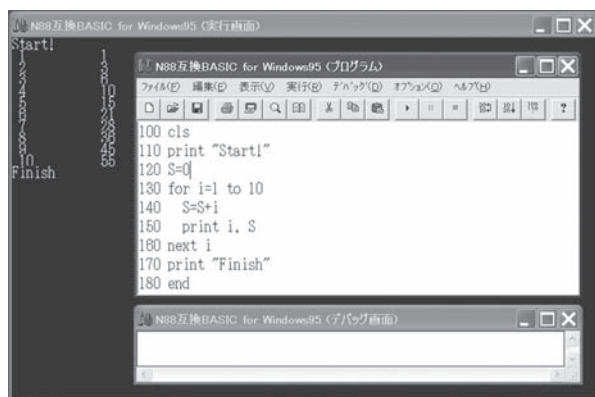 N88互換BASIC for Windows95（実行画面）
Start!
1 1
2 3
3 6
4 10
5 15
6 21
7 28
8 36
9 45
10 55
Finish
N88互換BASIC for Windows95（プログラム）
ファイル(F) 編集(E) 表示(V) 実行(R) デバッグ(D) オプション(O) ヘルプ(H)
100 cls
110 print "Start!"
120 S=0
130 for i=1 to 10
140 S=S+i
150 print i, S
160 next i
170 print "Finish"
180 end
N88互換BASIC for Windows95（デバッグ画面）